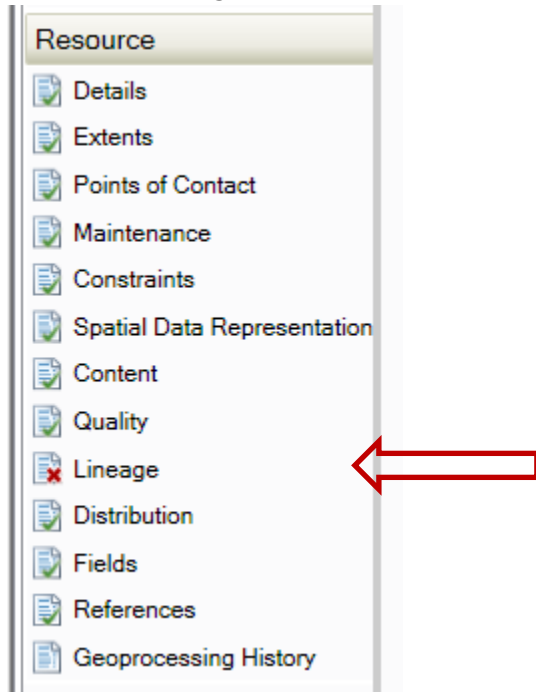 Resource
Details
Extents
Points of Contact
Maintenance
Constraints
Spatial Data Representation
Content
Quality
Lineage
Distribution
Fields
References
Geoprocessing History